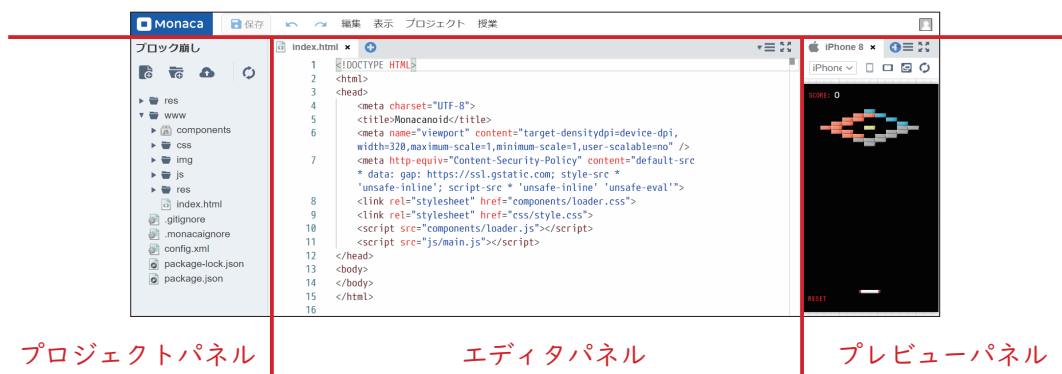 Monaca 保存 編集 表示 プロジェクト 授業
ブロック崩し
res
www
components
css
img
js
res
index.html
.gitignore
.monacaignore
config.xml
package-lock.json
package.json
index.html ×
1 <!DOCTYPE HTML>
2 <html>
3 <head>
4 <meta charset="UTF-8">
5 <title>Monacanoid</title>
6 <meta name="viewport" content="target-densitydpi=device-dpi,
width=320,maximum-scale=1,minimum-scale=1,user-scalable=no" />
7 <meta http-equiv="Content-Security-Policy" content="default-src
* data: gap: https://ssl.gstatic.com; style-src *
'unsafe-inline'; script-src * 'unsafe-inline' 'unsafe-eval'">
8 <link rel="stylesheet" href="components/loader.css">
9 <link rel="stylesheet" href="css/style.css">
10 <script src="components/loader.js"></script>
11 <script src="js/main.js"></script>
12 </head>
13 <body>
14 </body>
15 </html>
16
iPhone 8 ×
iPhone
SCORE: 0
RESET
プロジェクトパネル
エディタパネル
プレビューパネル